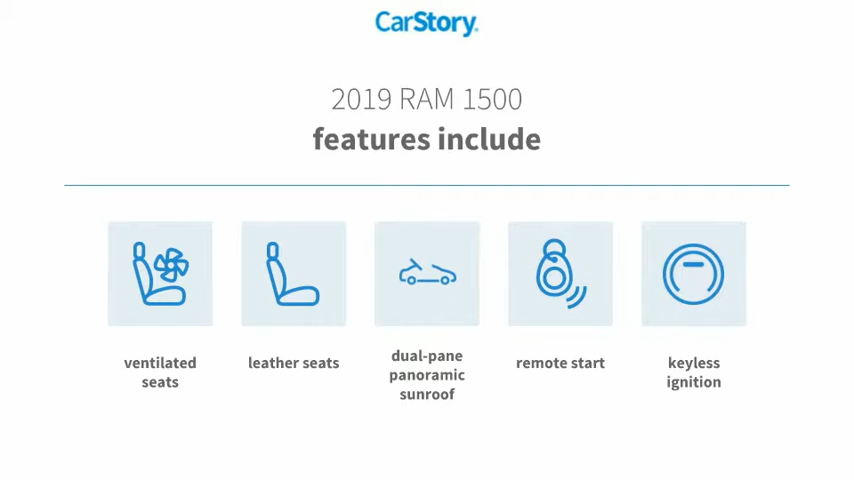 CarStory.
2019 RAM 1500
features include
ventilated
seats
leather seats
dual-pane
panoramic
sunroof
remote start
keyless
ignition